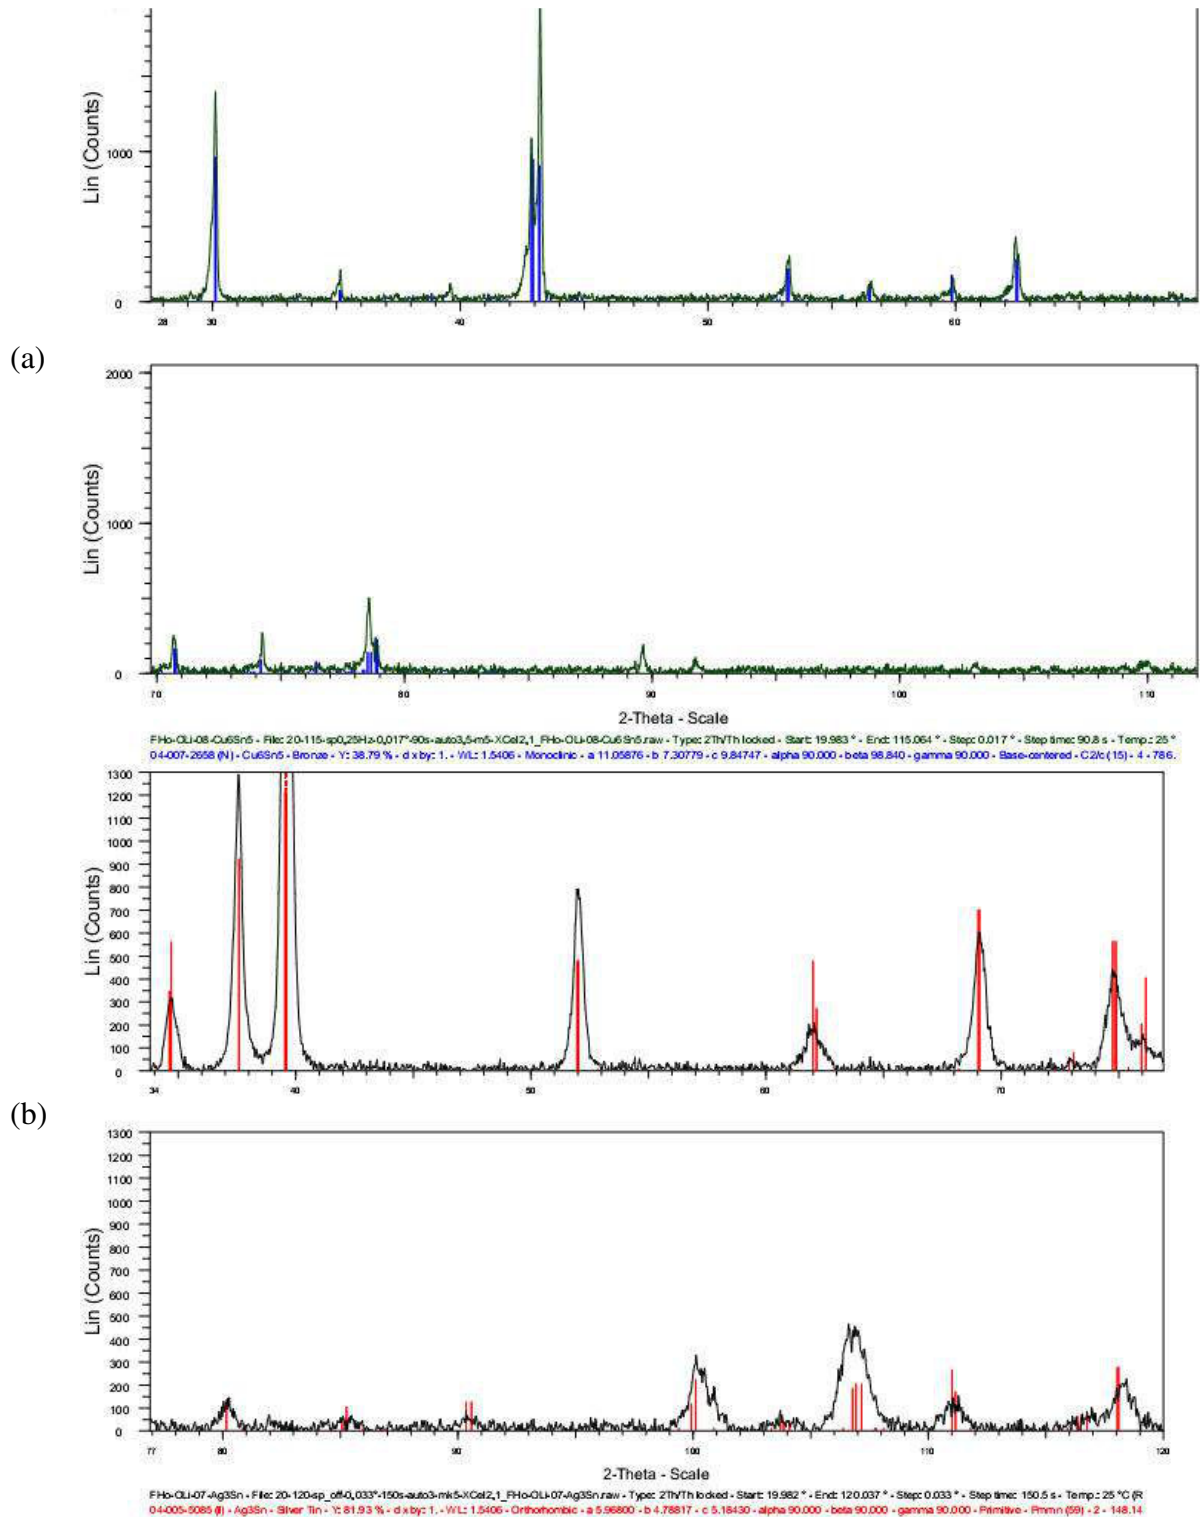 Lin (Counts)
1000
0
28 30 40 50 60
(a)
2000
Lin (Counts)
1000
0
70 80 90 100 110
2-Theta - Scale
FHo-OLi-08-Cu6Sn5 - File: 20-115-sp0,25Hz-0,017°-90s-auto3,5-m5-XCel2,1_FHo-OLi-08-Cu6Sn5.raw - Type: 2Th/Th locked - Start: 19.983 ° - End: 115.064 ° - Step: 0.017 ° - Step time: 90.8 s - Temp.: 25 °
04-007-2658 (N) - Cu6Sn5 - Bronze - Y: 38.79 % - d x by: 1. - WL: 1.5406 - Monoclinic - a 11.05876 - b 7.30779 - c 9.84747 - alpha 90.000 - beta 98.840 - gamma 90.000 - Base-centered - C2/c (15) - 4 - 786.
1300
1200
1100
1000
900
800
700
600
500
400
300
200
100
0
Lin (Counts)
34 40 50 60 70
(b)
1300
1200
1100
1000
900
800
700
600
500
400
300
200
100
0
Lin (Counts)
77 80 90 100 110 120
2-Theta - Scale
FHo-OLi-07-Ag3Sn - File: 20-120-sp_off-0,033°-150s-auto3-mk5-XCel2,1_FHo-OLi-07-Ag3Sn.raw - Type: 2Th/Th locked - Start: 19.982 ° - End: 120.037 ° - Step: 0.033 ° - Step time: 150.5 s - Temp.: 25 °C (R
04-005-5085 (I) - Ag3Sn - Silver Tin - Y: 81.93 % - d x by: 1. - WL: 1.5406 - Orthorhombic - a 5.96800 - b 4.78817 - c 5.18430 - alpha 90.000 - beta 90.000 - gamma 90.000 - Primitive - Pmmn (59) - 2 - 148.14